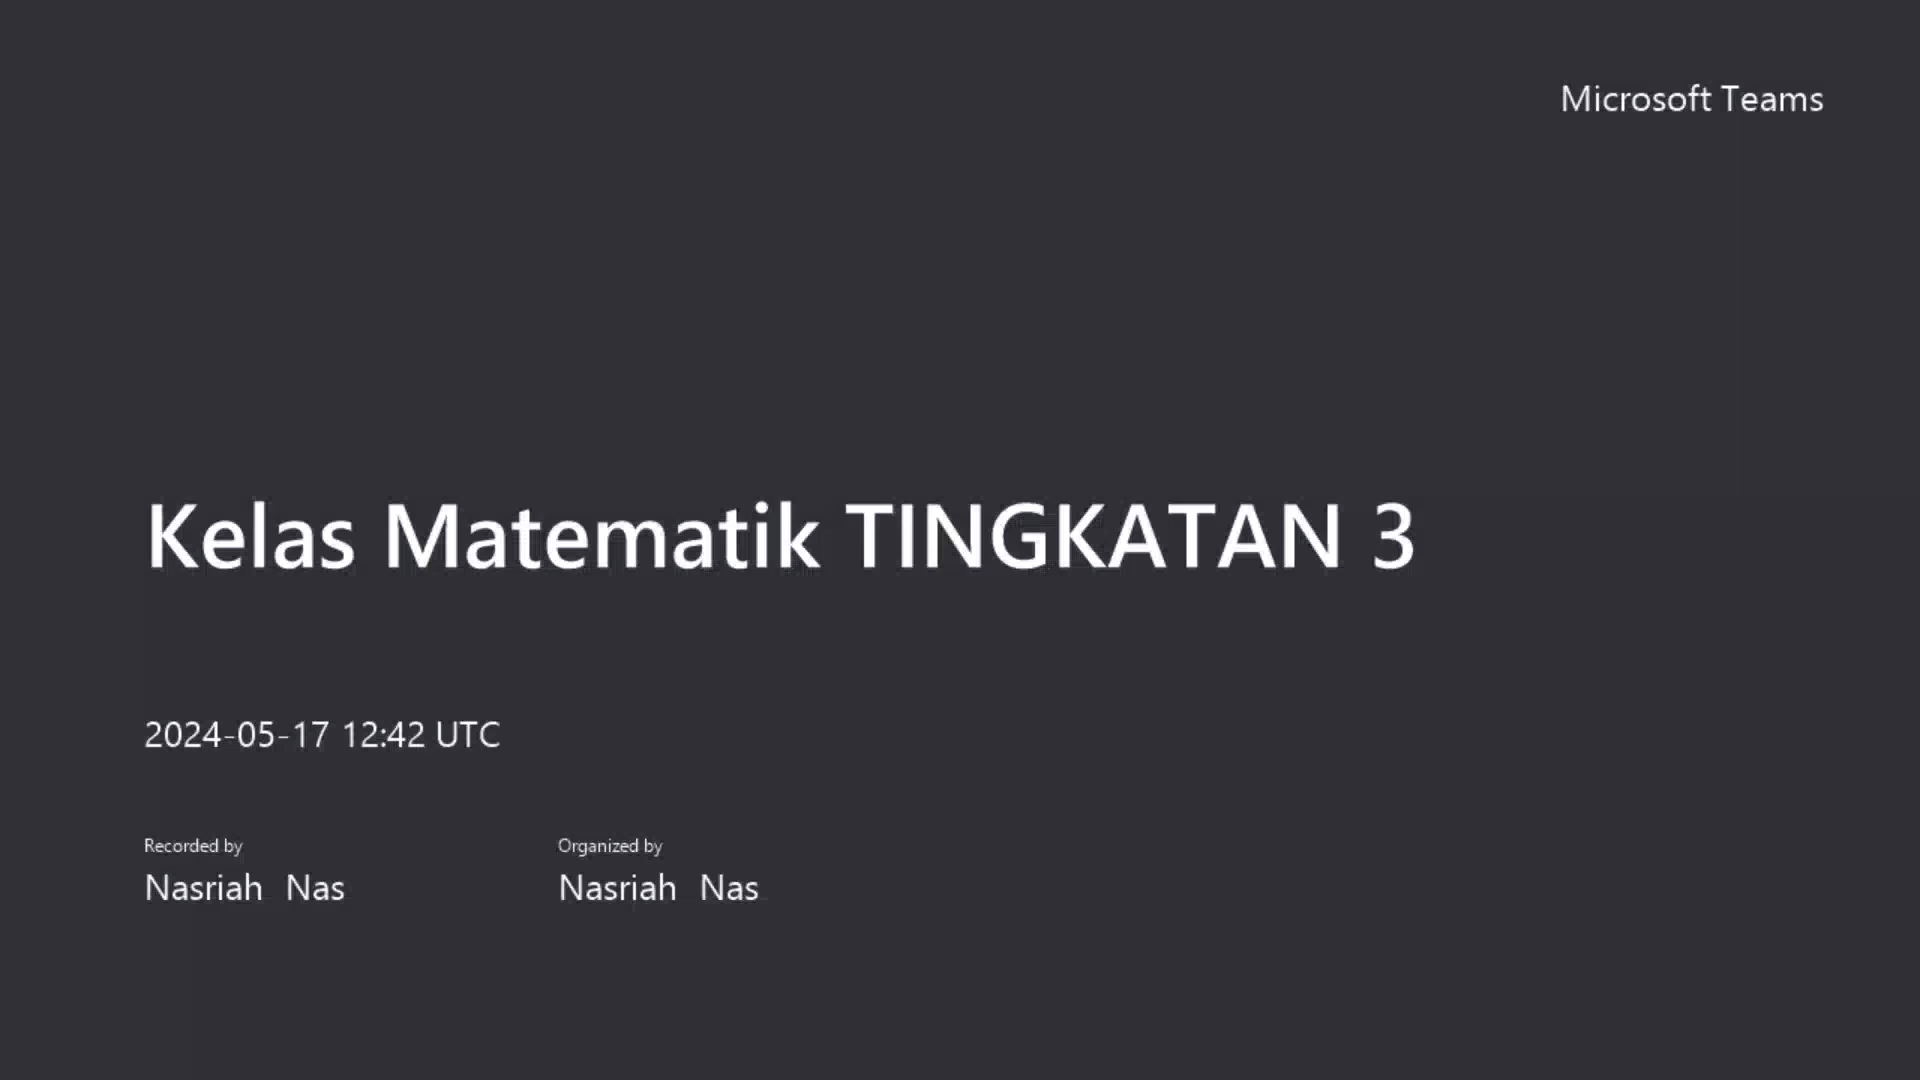 Microsoft Teams
Kelas Matematik TINGKATAN 3
2024-05-17 12:42 UTC
Recorded by
Nasriah Nas
Organized by
Nasriah Nas